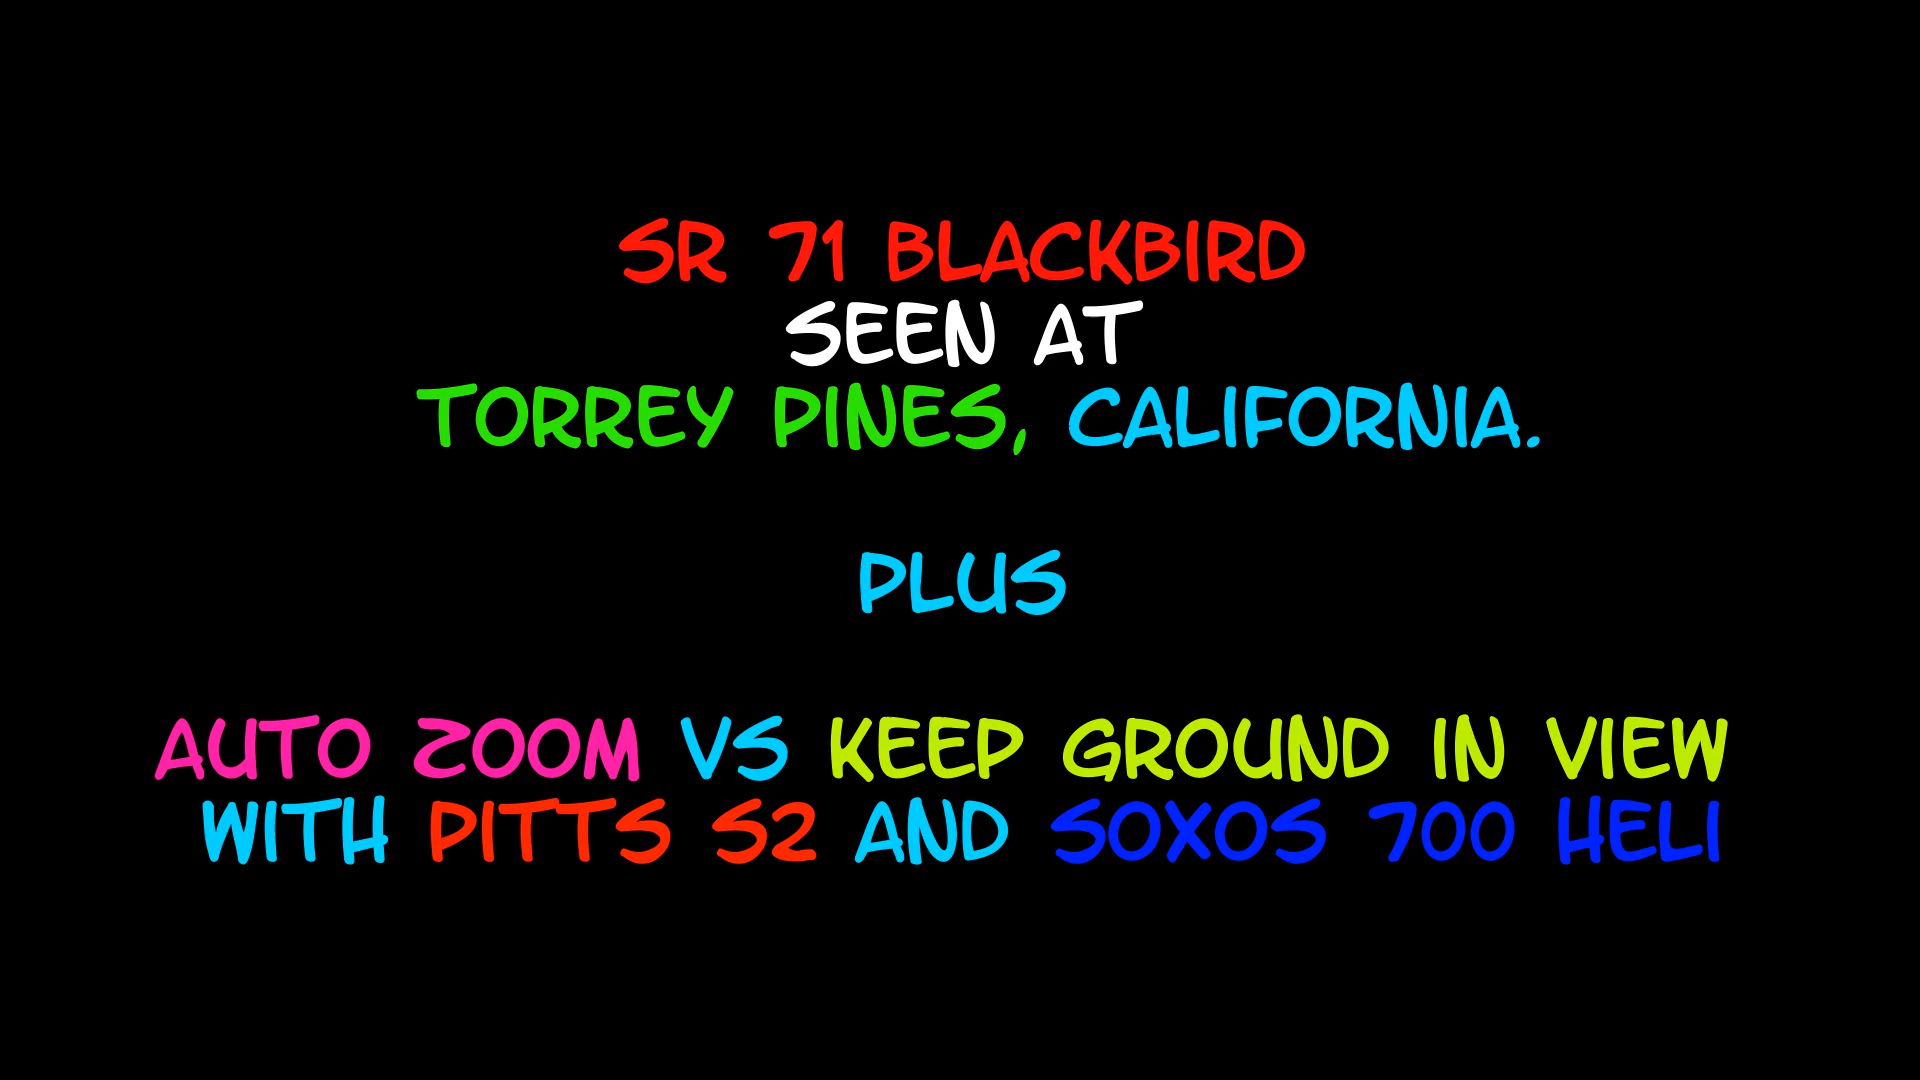 SR 71 BLACKBIRD
SEEN AT
TORREY PINES, CALIFORNIA.
PLUS
AUTO ZOOM VS KEEP GROUND IN VIEW
WITH PITTS S2 AND SOXOS 700 HELI